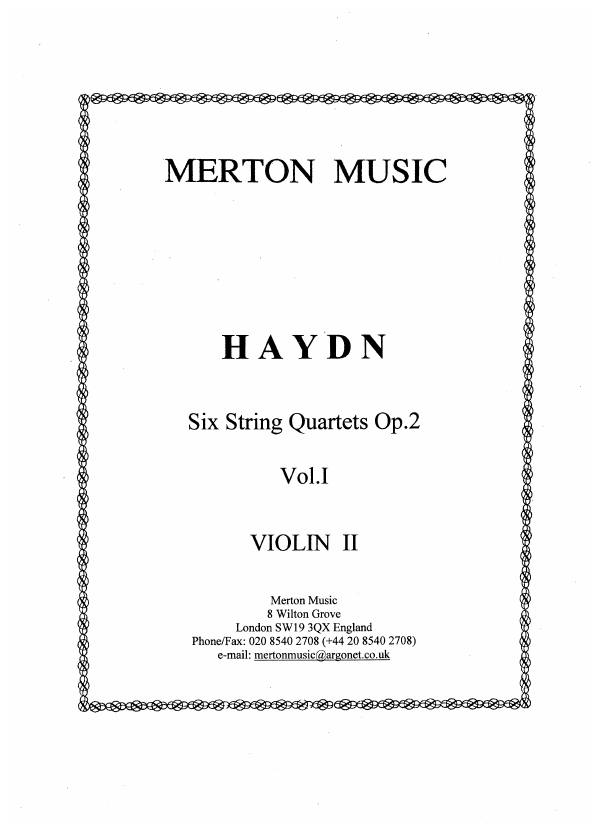 MERTON MUSIC
HAYDN
Six String Quartets Op.2
Vol.I
VIOLIN II
Merton Music
8 Wilton Grove
London SW19 3QX England
Phone/Fax: 020 8540 2708 (+44 20 8540 2708)
e-mail: mertonmusic@argonet.co.uk